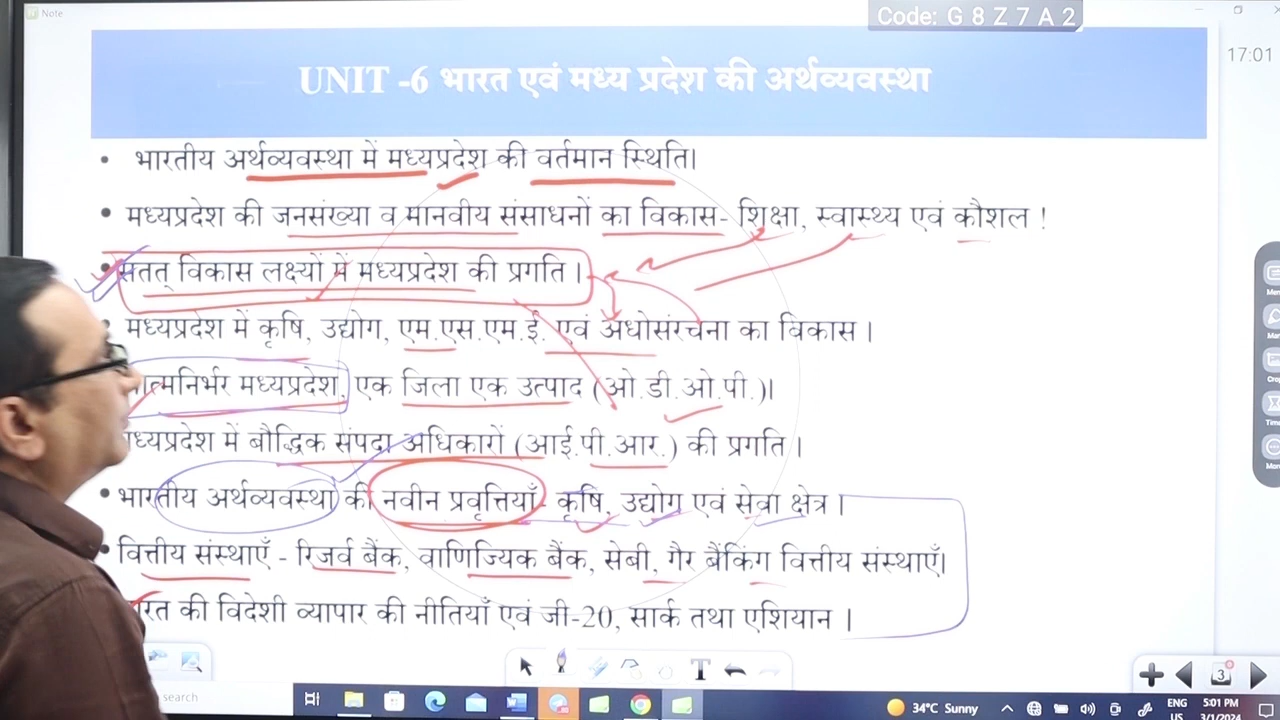 Note
Code: G 8 Z 7 A 2
17:01
UNIT -6 भारत एवं मध्य प्रदेश की अर्थव्यवस्था
• भारतीय अर्थव्यवस्था में मध्यप्रदेश की वर्तमान स्थिति।
• मध्यप्रदेश की जनसंख्या व मानवीय संसाधनों का विकास- शिक्षा, स्वास्थ्य एवं कौशल !
• सतत् विकास लक्ष्यों में मध्यप्रदेश की प्रगति ।
मध्यप्रदेश में कृषि, उद्योग, एम.एस.एम.ई. एवं अधोसंरचना का विकास ।
त्मनिर्भर मध्यप्रदेश, एक जिला एक उत्पाद (ओ.डी.ओ.पी.)।
ध्यप्रदेश में बौद्धिक संपदा अधिकारों (आई.पी.आर.) की प्रगति ।
• भारतीय अर्थव्यवस्था की नवीन प्रवृत्तियाँ- कृषि, उद्योग एवं सेवा क्षेत्र ।
• वित्तीय संस्थाएँ - रिजर्व बैंक, वाणिज्यिक बैंक, सेबी, गैर बैंकिंग वित्तीय संस्थाएँ।
रत की विदेशी व्यापार की नीतियाँ एवं जी-20, सार्क तथा एशियान ।
T
3
search
34°C Sunny
ENG
US
5:01 PM
3/1/2024